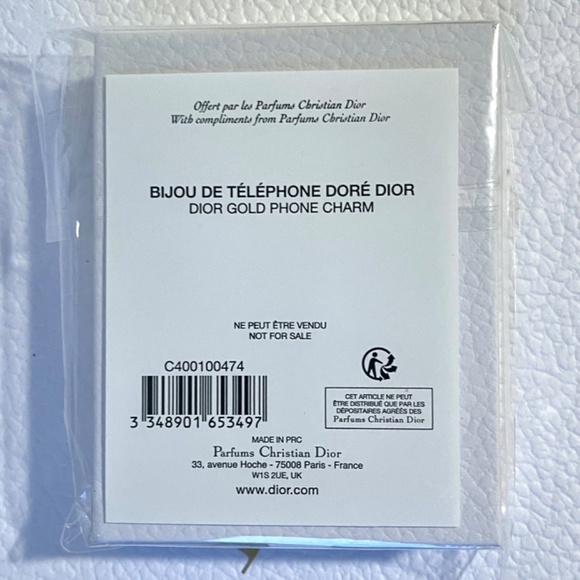 Offert par les Parfums Christian Dior
With compliments from Parfums Christian Dior
BIJOU DE TÉLÉPHONE DORÉ DIOR
DIOR GOLD PHONE CHARM
NE PEUT ÊTRE VENDU
NOT FOR SALE
C400100474
3 348901 653497
CET ARTICLE NE PEUT
ÊTRE DISTRIBUÉ QUE PAR LES
DÉPOSITAIRES AGRÉÉS DES
Parfums Christian Dior
MADE IN PRC
Parfums Christian Dior
33, avenue Hoche - 75008 Paris - France
W1S 2UE, UK
www.dior.com